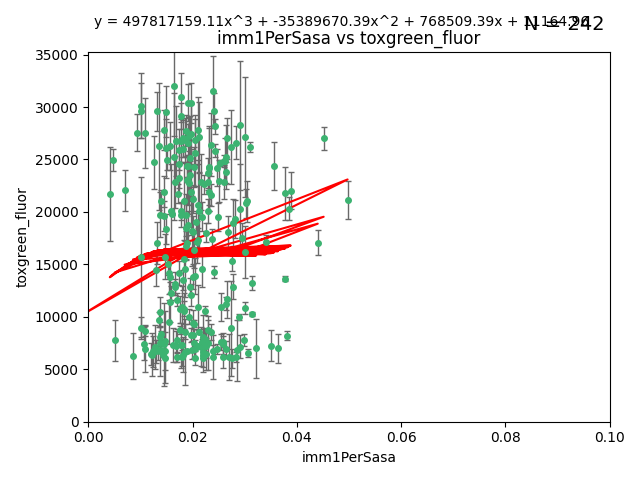 y = 497817159.11x^3 + -35389670.39x^2 + 768509.39x +
N = 242
imm1PerSasa vs toxgreen_fluor
35000
30000
25000
20000
15000
10000
5000
0
toxgreen_fluor
0.00 0.02 0.04 0.06 0.08 0.10
imm1PerSasa